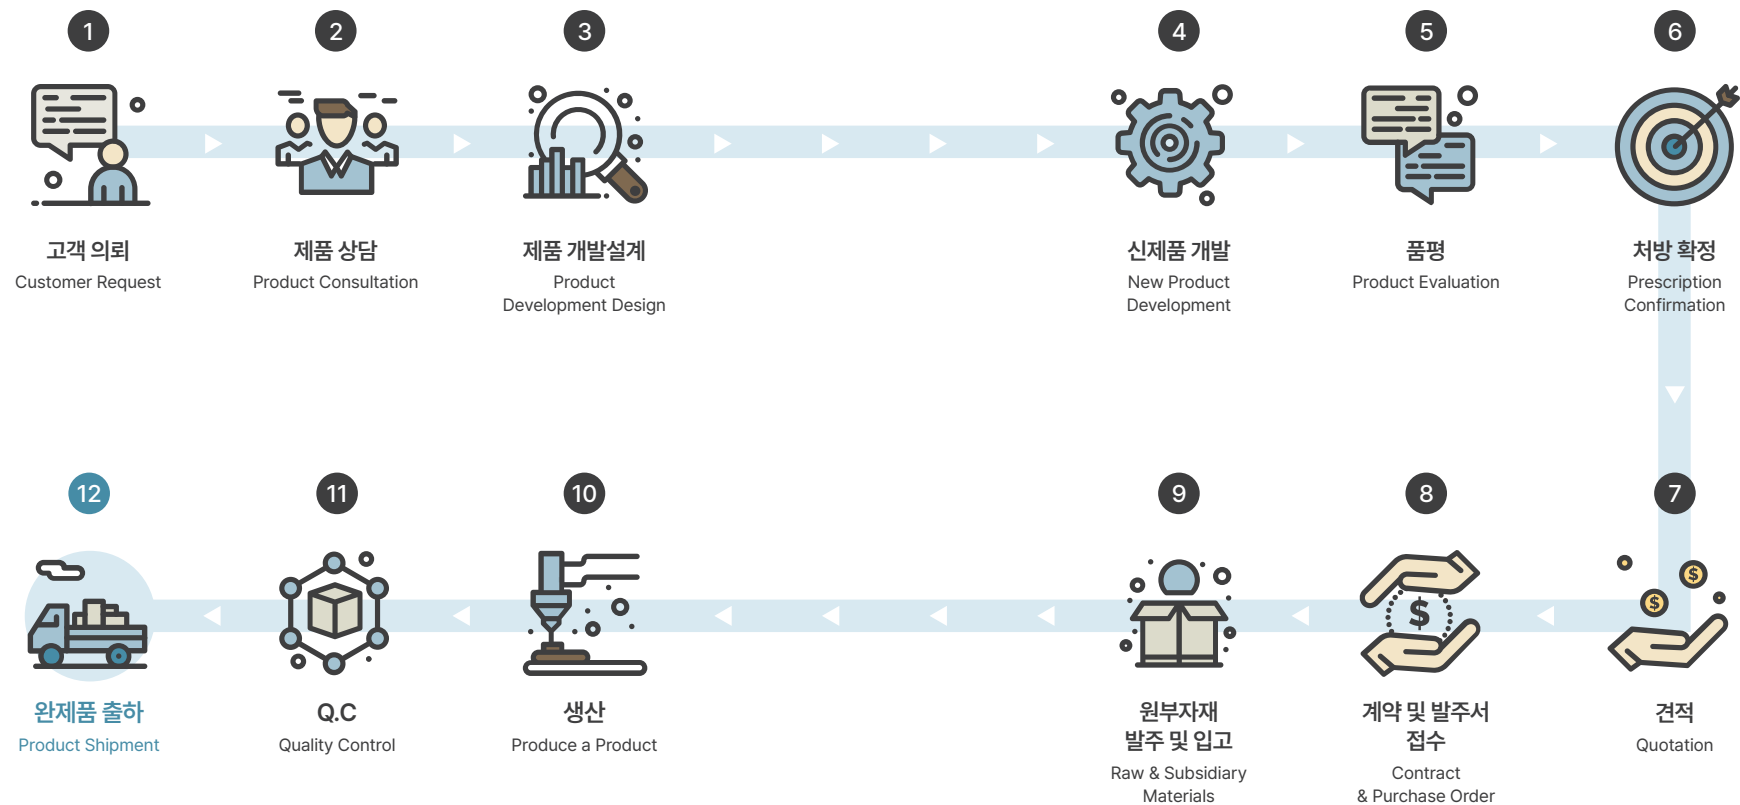 1
고객 의뢰
Customer Request
2
제품 상담
Product Consultation
3
제품 개발설계
Product
Development Design
4
신제품 개발
New Product
Development
5
품평
Product Evaluation
6
처방 확정
Prescription
Confirmation
7
$
$
견적
Quotation
8
$
계약 및 발주서
접수
Contract
& Purchase Order
9
원부자재
발주 및 입고
Raw & Subsidiary
Materials
10
생산
Produce a Product
11
Q.C
Quality Control
12
완제품 출하
Product Shipment